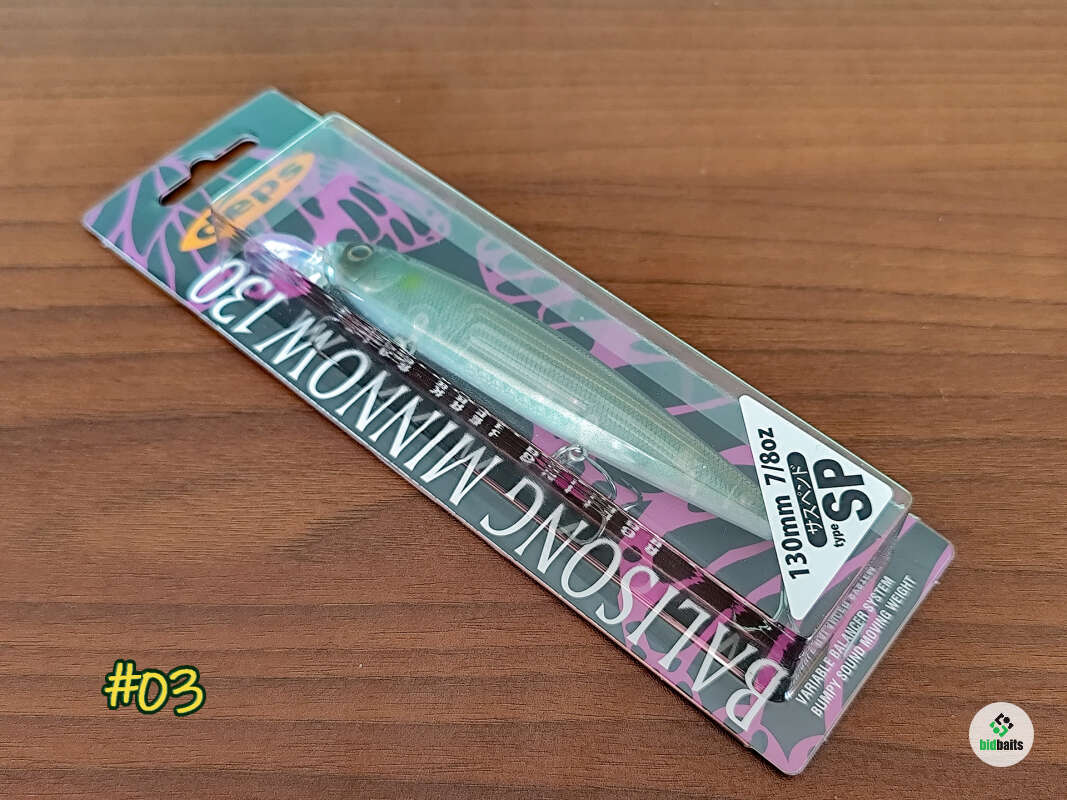 deps
BALISONG MINNOW 130
130mm 7/8oz
サスペンド
type SP
VARIABLE BALANCER SYSTEM
BUMPY SOUND MOVING WEIGHT
#03
bidbaits